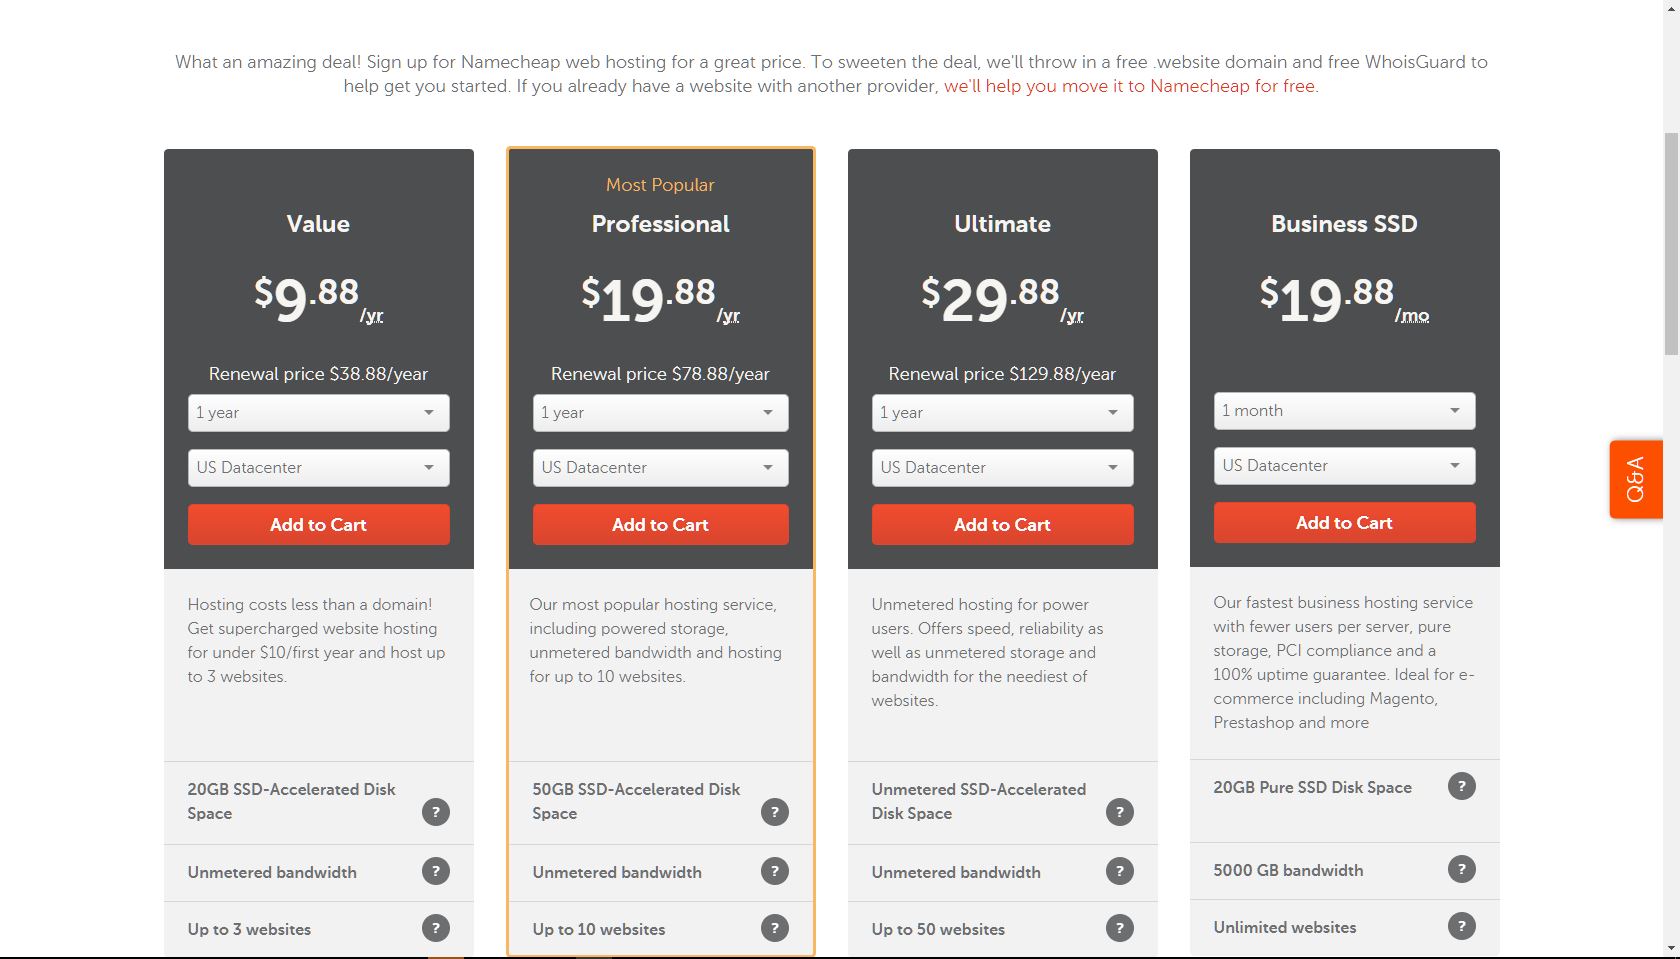 What an amazing deal! Sign up for Namecheap web hosting for a great price. To sweeten the deal, we'll throw in a free .website domain and free WhoisGuard to
help get you started. If you already have a website with another provider, we'll help you move it to Namecheap for free.
Value
$9.88/yr
Renewal price $38.88/year
1 year
US Datacenter
Add to Cart
Hosting costs less than a domain!
Get supercharged website hosting
for under $10/first year and host up
to 3 websites.
20GB SSD-Accelerated Disk
Space
?
Unmetered bandwidth
?
Up to 3 websites
?
Most Popular
Professional
$19.88/yr
Renewal price $78.88/year
1 year
US Datacenter
Add to Cart
Our most popular hosting service,
including powered storage,
unmetered bandwidth and hosting
for up to 10 websites.
50GB SSD-Accelerated Disk
Space
?
Unmetered bandwidth
?
Up to 10 websites
?
Ultimate
$29.88/yr
Renewal price $129.88/year
1 year
US Datacenter
Add to Cart
Unmetered hosting for power
users. Offers speed, reliability as
well as unmetered storage and
bandwidth for the neediest of
websites.
Unmetered SSD-Accelerated
Disk Space
?
Unmetered bandwidth
?
Up to 50 websites
?
Business SSD
$19.88/mo
1 month
US Datacenter
Add to Cart
Our fastest business hosting service
with fewer users per server, pure
storage, PCI compliance and a
100% uptime guarantee. Ideal for e-
commerce including Magento,
Prestashop and more
20GB Pure SSD Disk Space
?
5000 GB bandwidth
?
Unlimited websites
?
Q&A